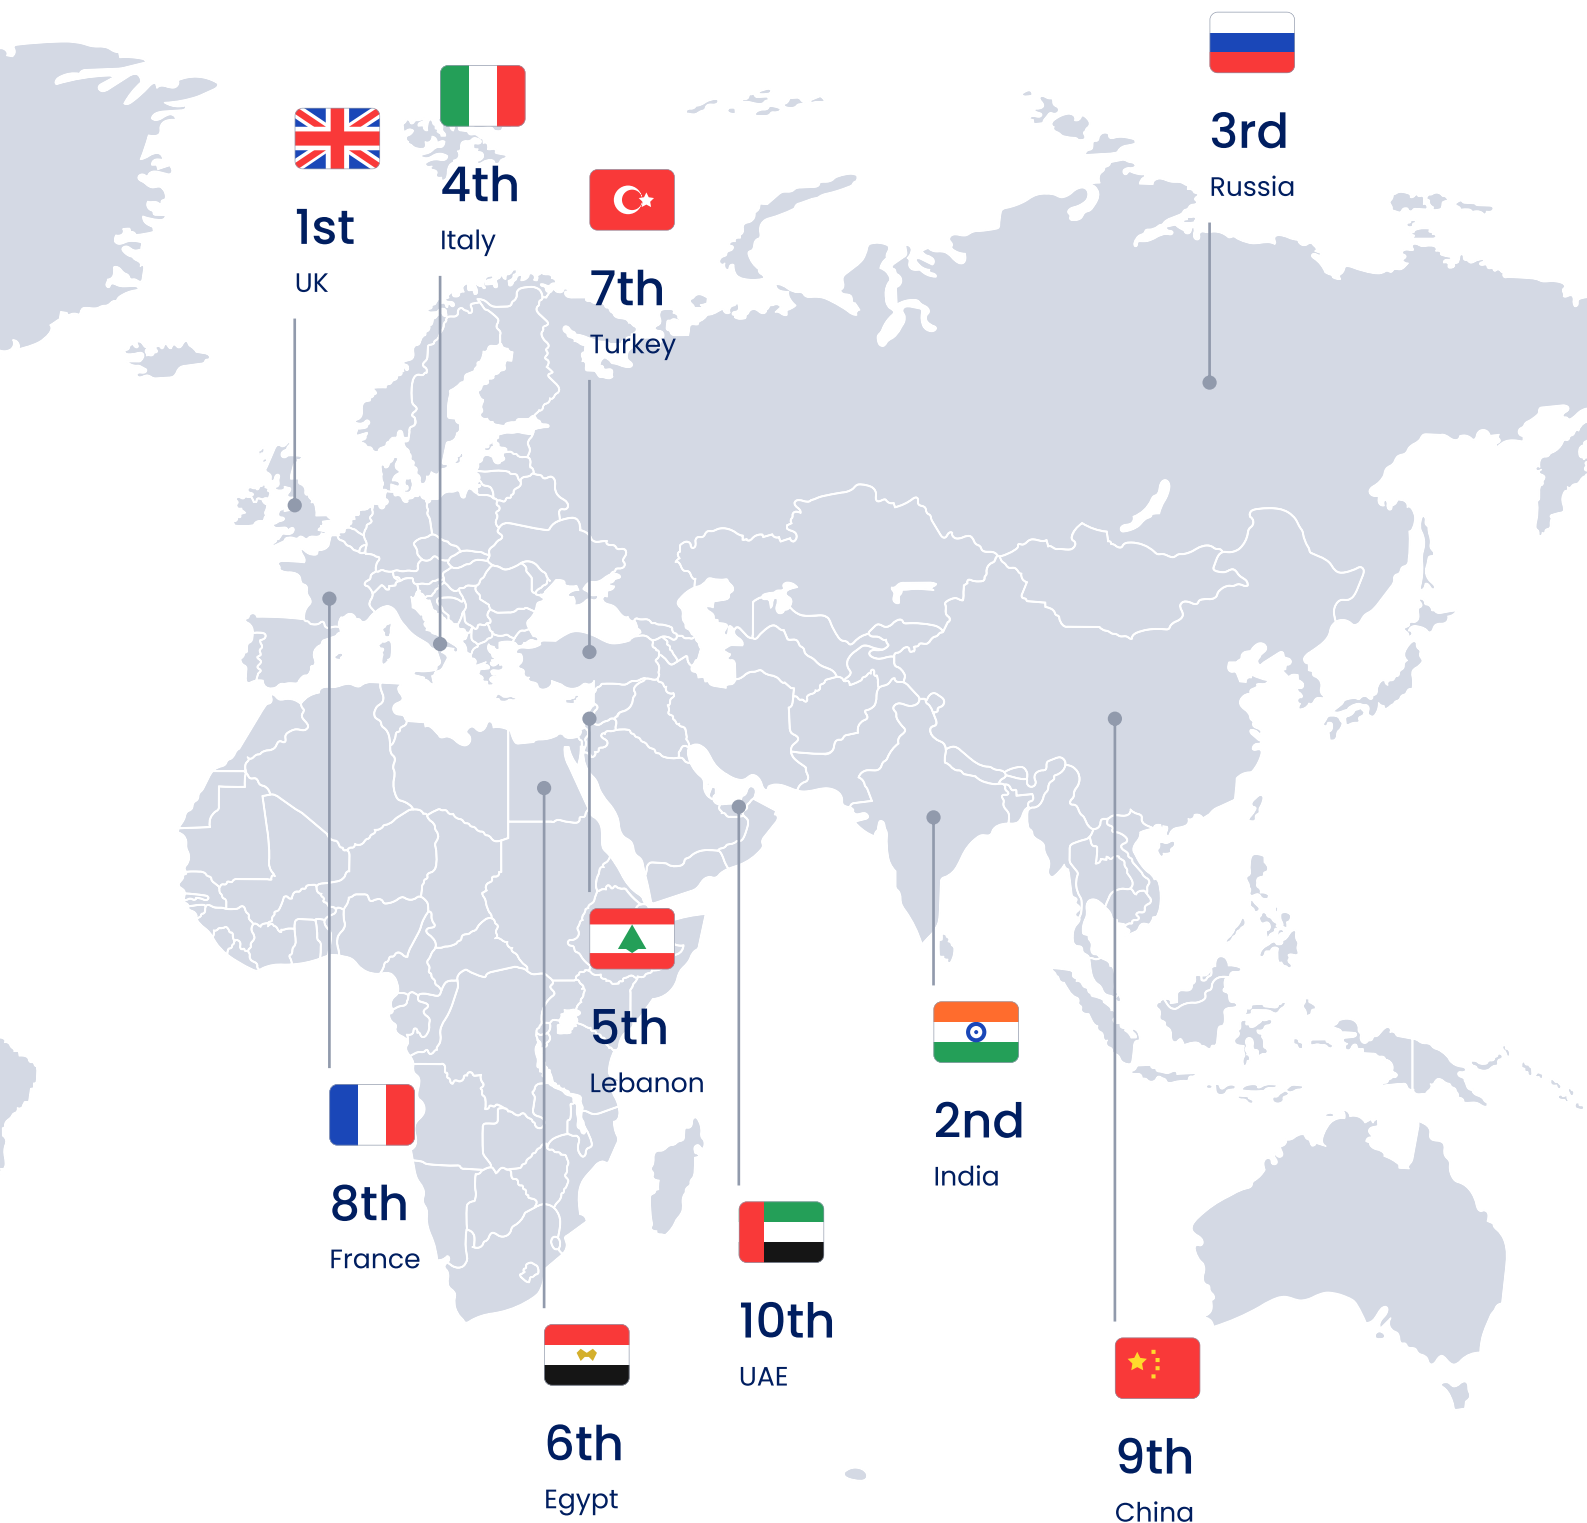 3rd
Russia
4th
Italy
1st
UK
7th
Turkey
5th
Lebanon
2nd
India
8th
France
10th
UAE
6th
Egypt
9th
China